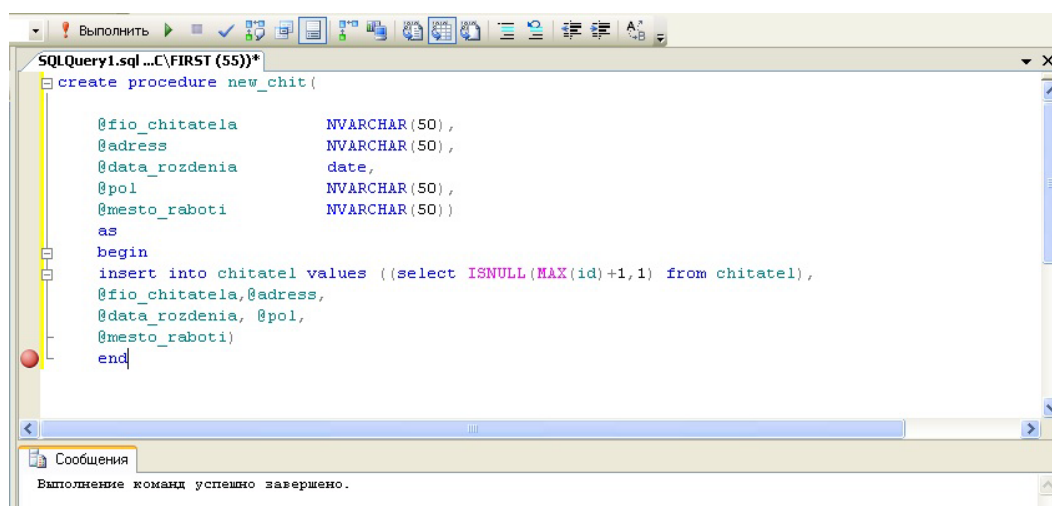 Выполнить
SQLQuery1.sql ...C\FIRST (55))*
create procedure new_chit(
@fio_chitatela NVARCHAR(50),
@adress NVARCHAR(50),
@data_rozdenia date,
@pol NVARCHAR(50),
@mesto_raboti NVARCHAR(50))
as
begin
insert into chitatel values ((select ISNULL(MAX(id)+1,1) from chitatel),
@fio_chitatela,@adress,
@data_rozdenia, @pol,
@mesto_raboti)
end
Сообщения
Выполнение команд успешно завершено.